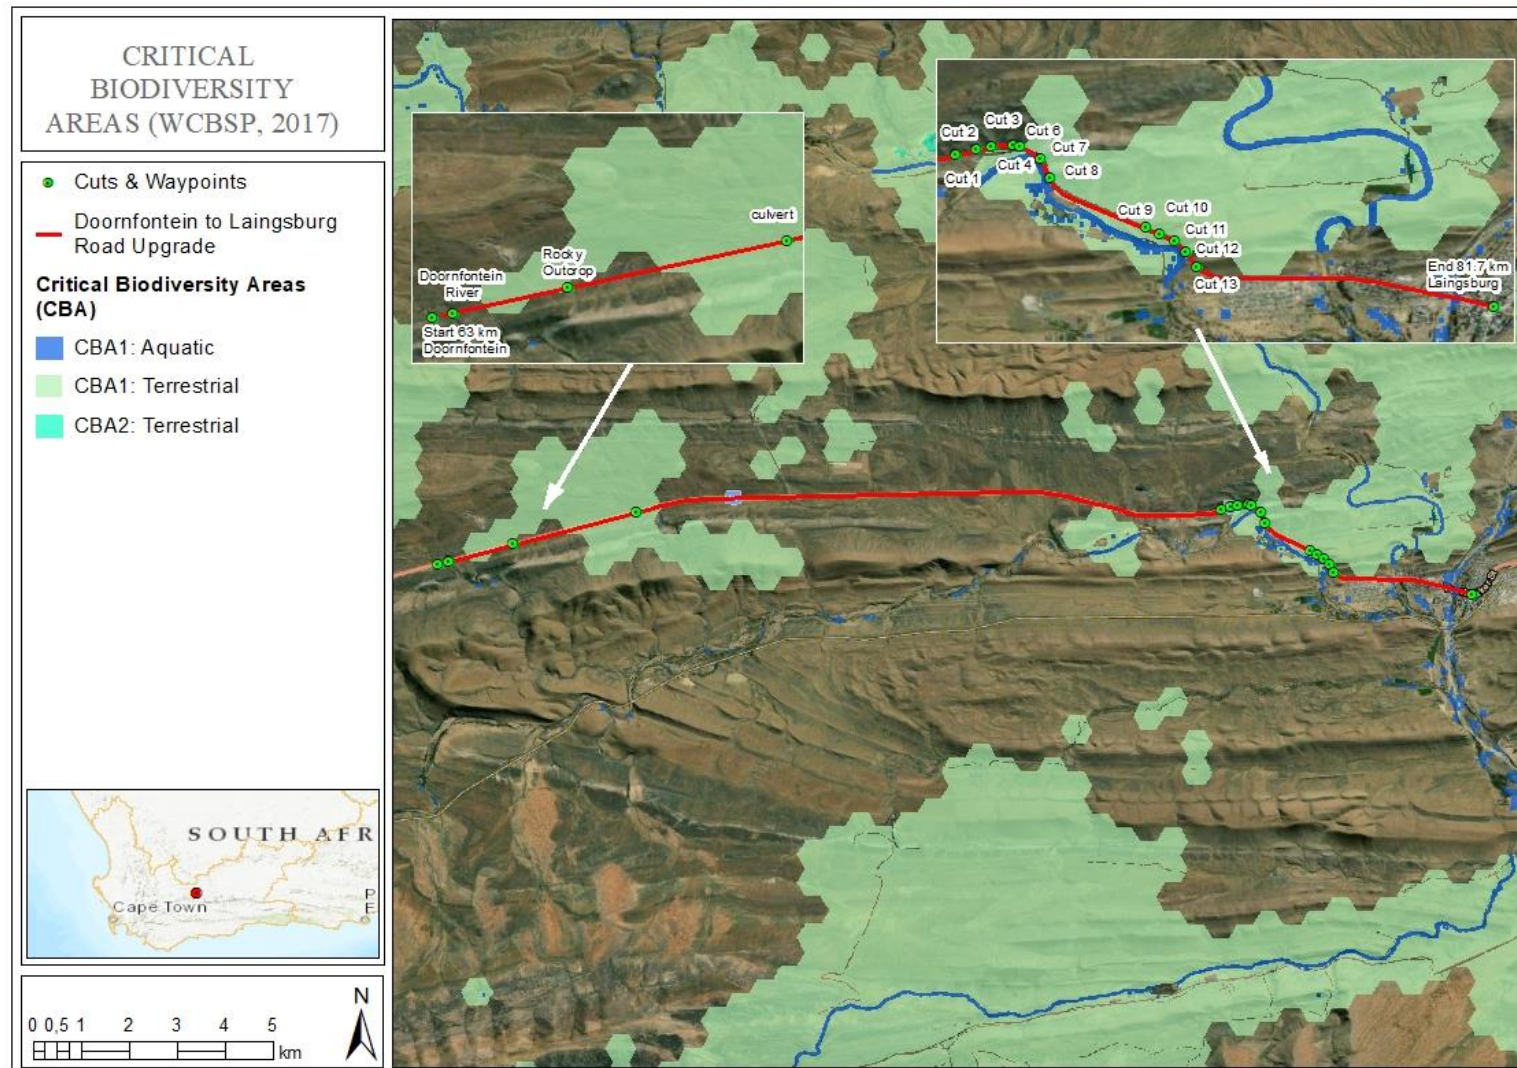 CRITICAL
BIODIVERSITY
AREAS (WCBSP, 2017)
Cuts & Waypoints
Doornfontein to Laingsburg
Road Upgrade
Critical Biodiversity Areas
(CBA)
CBA1: Aquatic
CBA1: Terrestrial
CBA2: Terrestrial
SOUTH AFR
Cape Town
P
E
0 0,5 1 2 3 4 5
km
N
culvert
Rocky
Outcrop
Doornfontein
River
Start 63 km
Doornfontein
Cut 3
Cut 2
Cut 6
Cut 7
Cut 4
Cut 1
Cut 8
Cut 9
Cut 10
Cut 11
Cut 12
Cut 13
End 81.7 km
Laingsburg